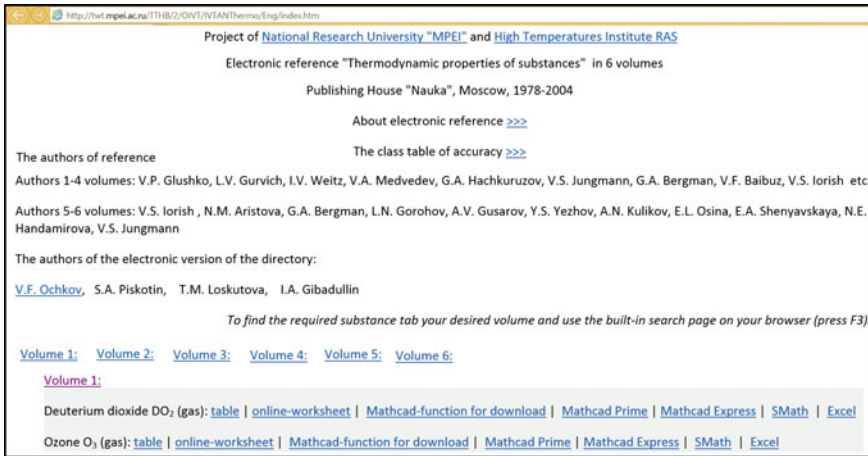 http://twt.mpei.ac.ru/TTHB/2/OIVT/IVTANThermo/Eng/index.htm
Project of National Research University "MPEI" and High Temperatures Institute RAS
Electronic reference "Thermodynamic properties of substances" in 6 volumes
Publishing House "Nauka", Moscow, 1978-2004
About electronic reference >>>
The class table of accuracy >>>
The authors of reference
Authors 1-4 volumes: V.P. Glushko, L.V. Gurvich, I.V. Weitz, V.A. Medvedev, G.A. Hachkuruzov, V.S. Jungmann, G.A. Bergman, V.F. Baibuz, V.S. Iorish etc
Authors 5-6 volumes: V.S. Iorish , N.M. Aristova, G.A. Bergman, L.N. Gorohov, A.V. Gusarov, Y.S. Yezhov, A.N. Kulikov, E.L. Osina, E.A. Shenyavskaya, N.E.
Handamirova, V.S. Jungmann
The authors of the electronic version of the directory:
V.F. Ochkov, S.A. Piskotin, T.M. Loskutova, I.A. Gibadullin
To find the required substance tab your desired volume and use the built-in search page on your browser (press F3)
Volume 1: Volume 2: Volume 3: Volume 4: Volume 5: Volume 6:
Volume 1:
Deuterium dioxide DO₂ (gas): table | online-worksheet | Mathcad-function for download | Mathcad Prime | Mathcad Express | SMath | Excel
Ozone O₃ (gas): table | online-worksheet | Mathcad-function for download | Mathcad Prime | Mathcad Express | SMath | Excel